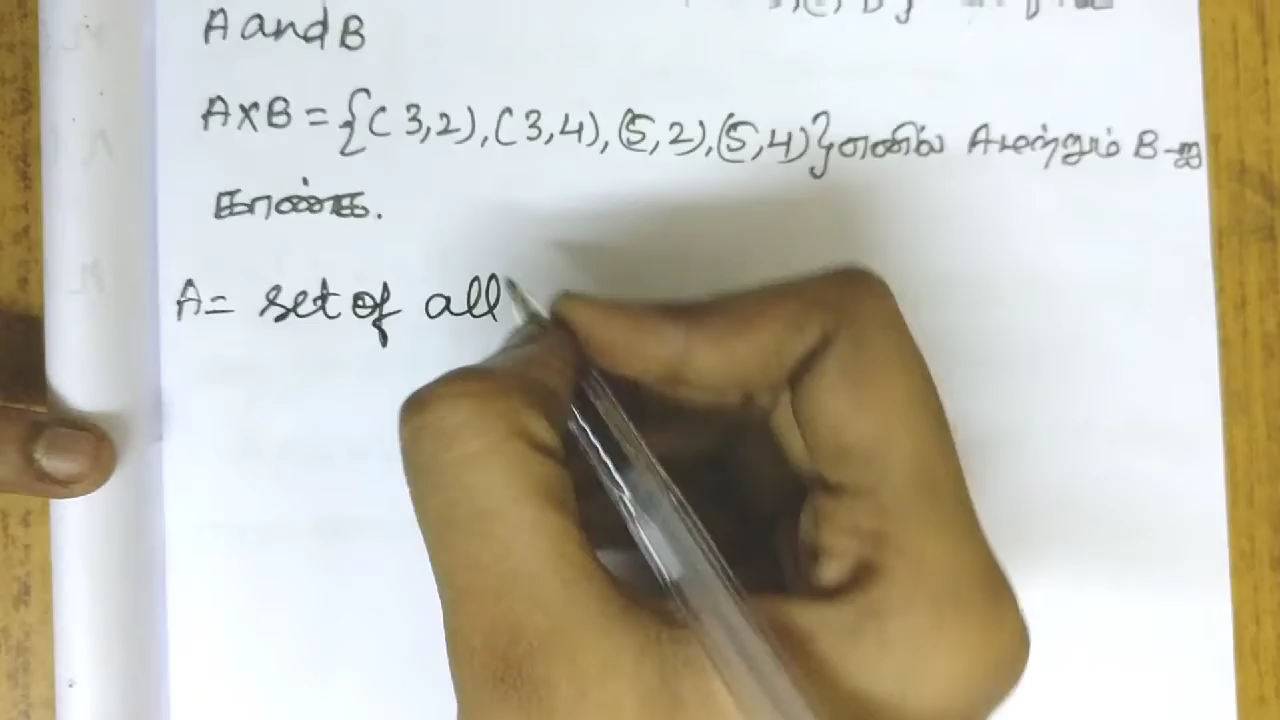 A and B
A×B = {(3,2),(3,4),(5,2),(5,4)} எனில் A மற்றும் B-ஐ
காண்க.
A = set of all